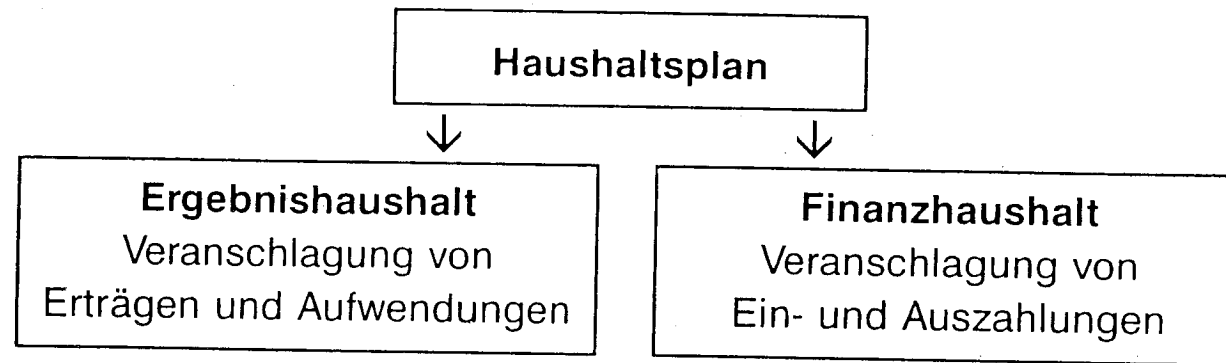 Haushaltsplan
Ergebnishaushalt
Veranschlagung von
Erträgen und Aufwendungen
Finanzhaushalt
Veranschlagung von
Ein- und Auszahlungen